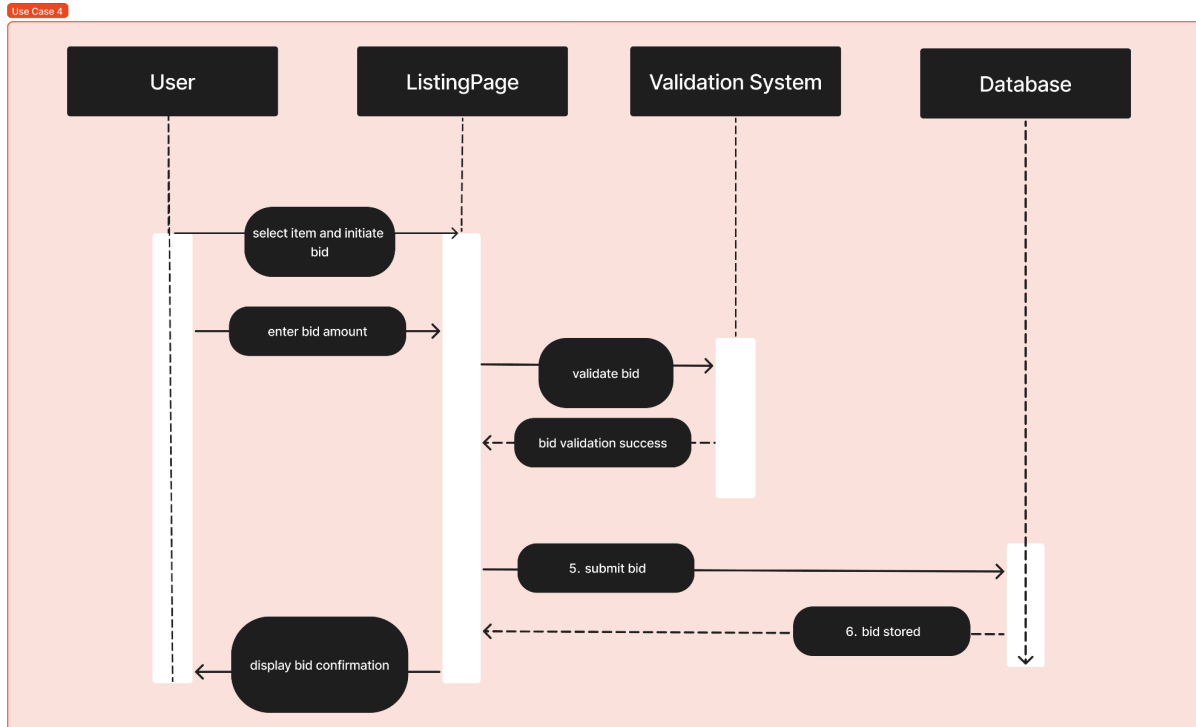 Use Case 4
User
ListingPage
Validation System
Database
select item and initiate
bid
enter bid amount
validate bid
bid validation success
5. submit bid
6. bid stored
display bid confirmation